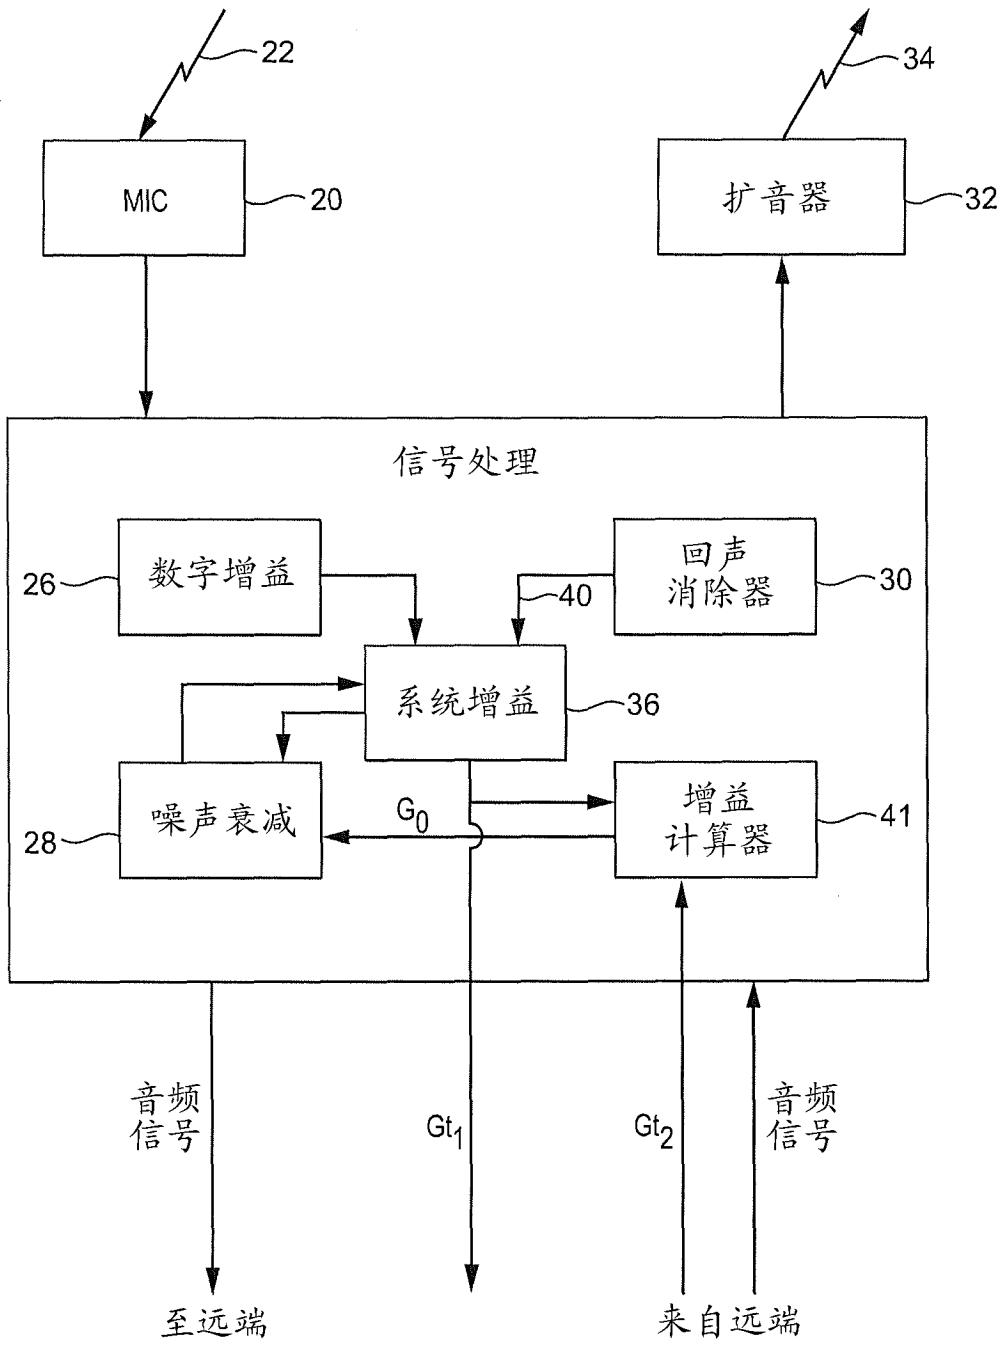 22
34
MIC
20
扩音器
32
信号处理
26
数字增益
回声
消除器
30
40
系统增益
36
28
噪声衰减
G0
增益
计算器
41
音频
信号
Gt1
Gt2
音频
信号
至远端
来自远端